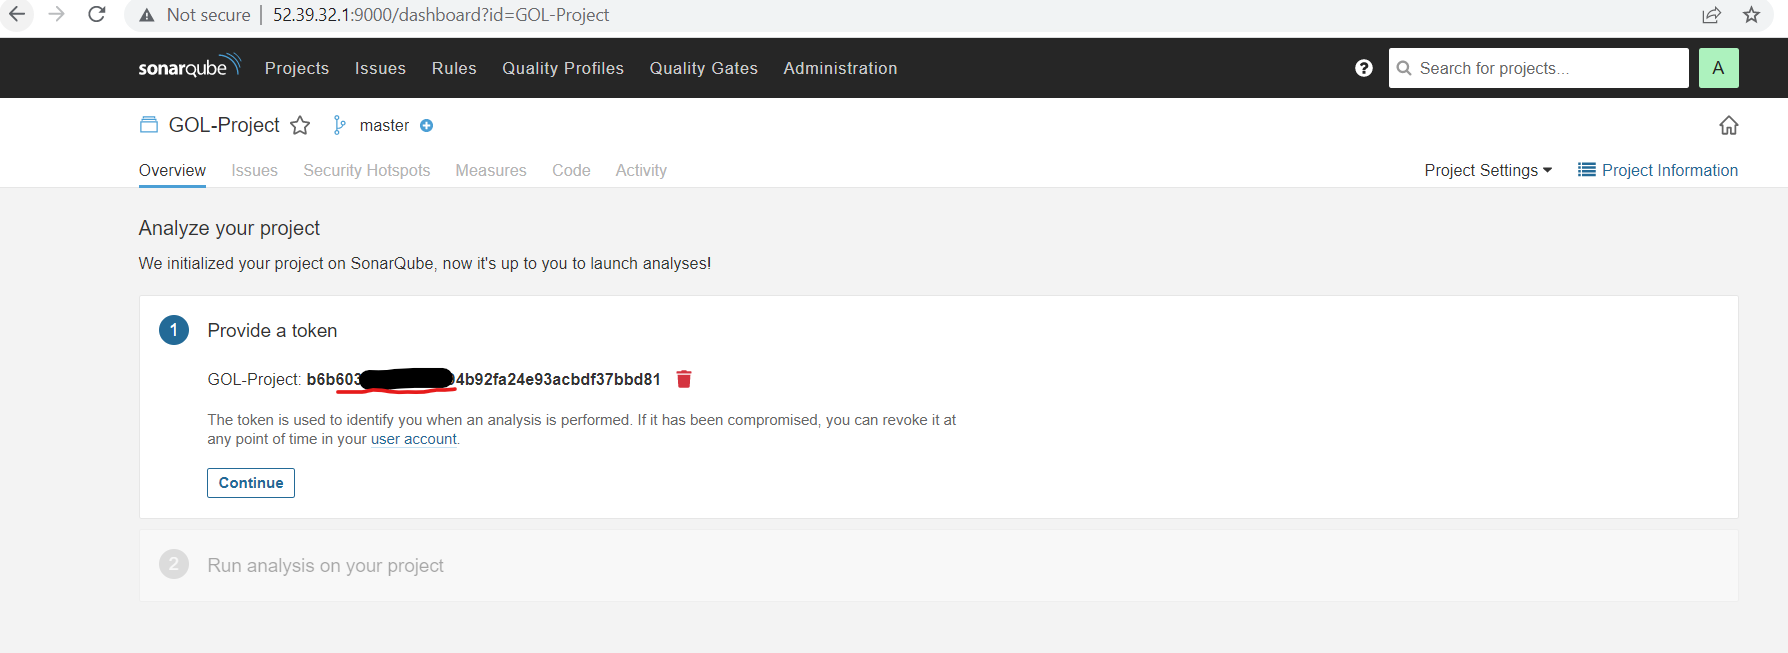 Not secure | 52.39.32.1:9000/dashboard?id=GOL-Project
sonarqube Projects Issues Rules Quality Profiles Quality Gates Administration ? Search for projects... A
GOL-Project master
Overview Issues Security Hotspots Measures Code Activity Project Settings Project Information
Analyze your project
We initialized your project on SonarQube, now it's up to you to launch analyses!
1 Provide a token
GOL-Project: b6b603 4b92fa24e93acbdf37bbd81
The token is used to identify you when an analysis is performed. If it has been compromised, you can revoke it at
any point of time in your user account.
Continue
2 Run analysis on your project